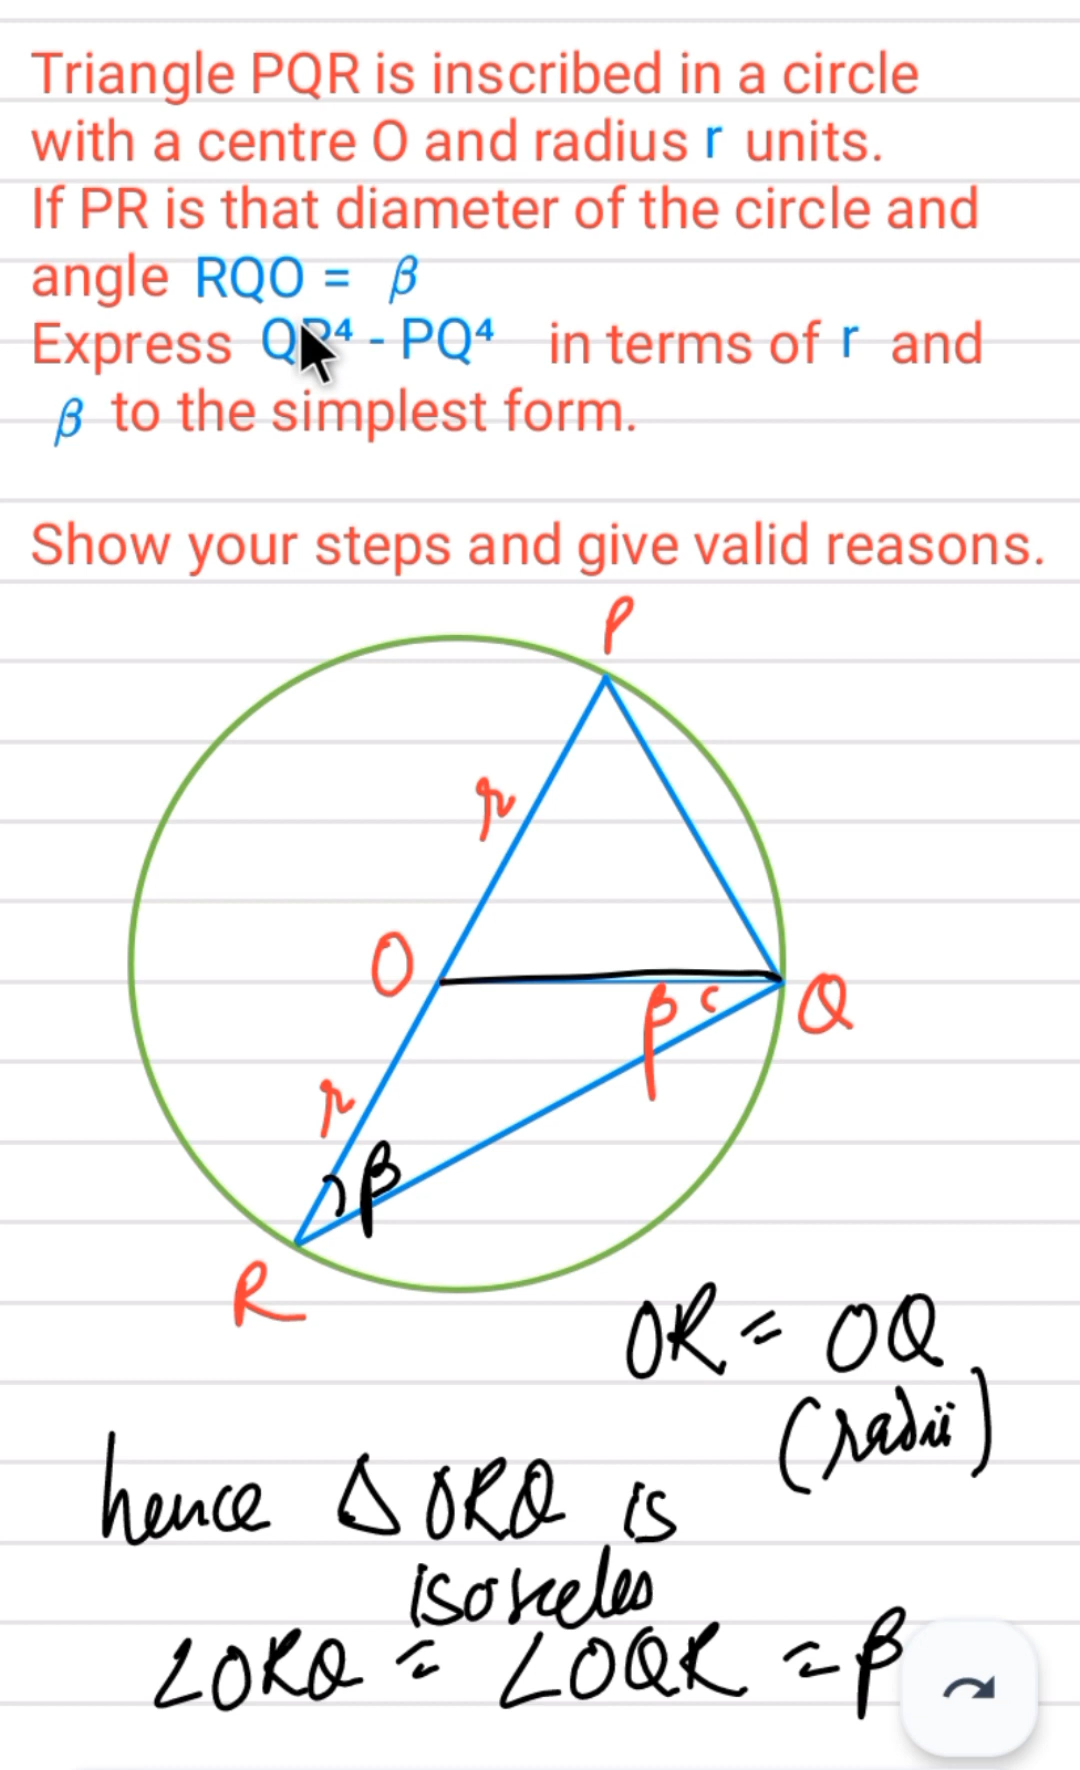 Triangle PQR is inscribed in a circle
with a centre O and radius r units.
If PR is that diameter of the circle and
angle RQO = β
Express Q⁴ - PQ⁴ in terms of r and
β to the simplest form.
Show your steps and give valid reasons.
P
r
O
β
Q
r
β
R
OR = OQ
(radii)
hence Δ ORQ is
isosceles
∠ORQ = ∠OQR = β